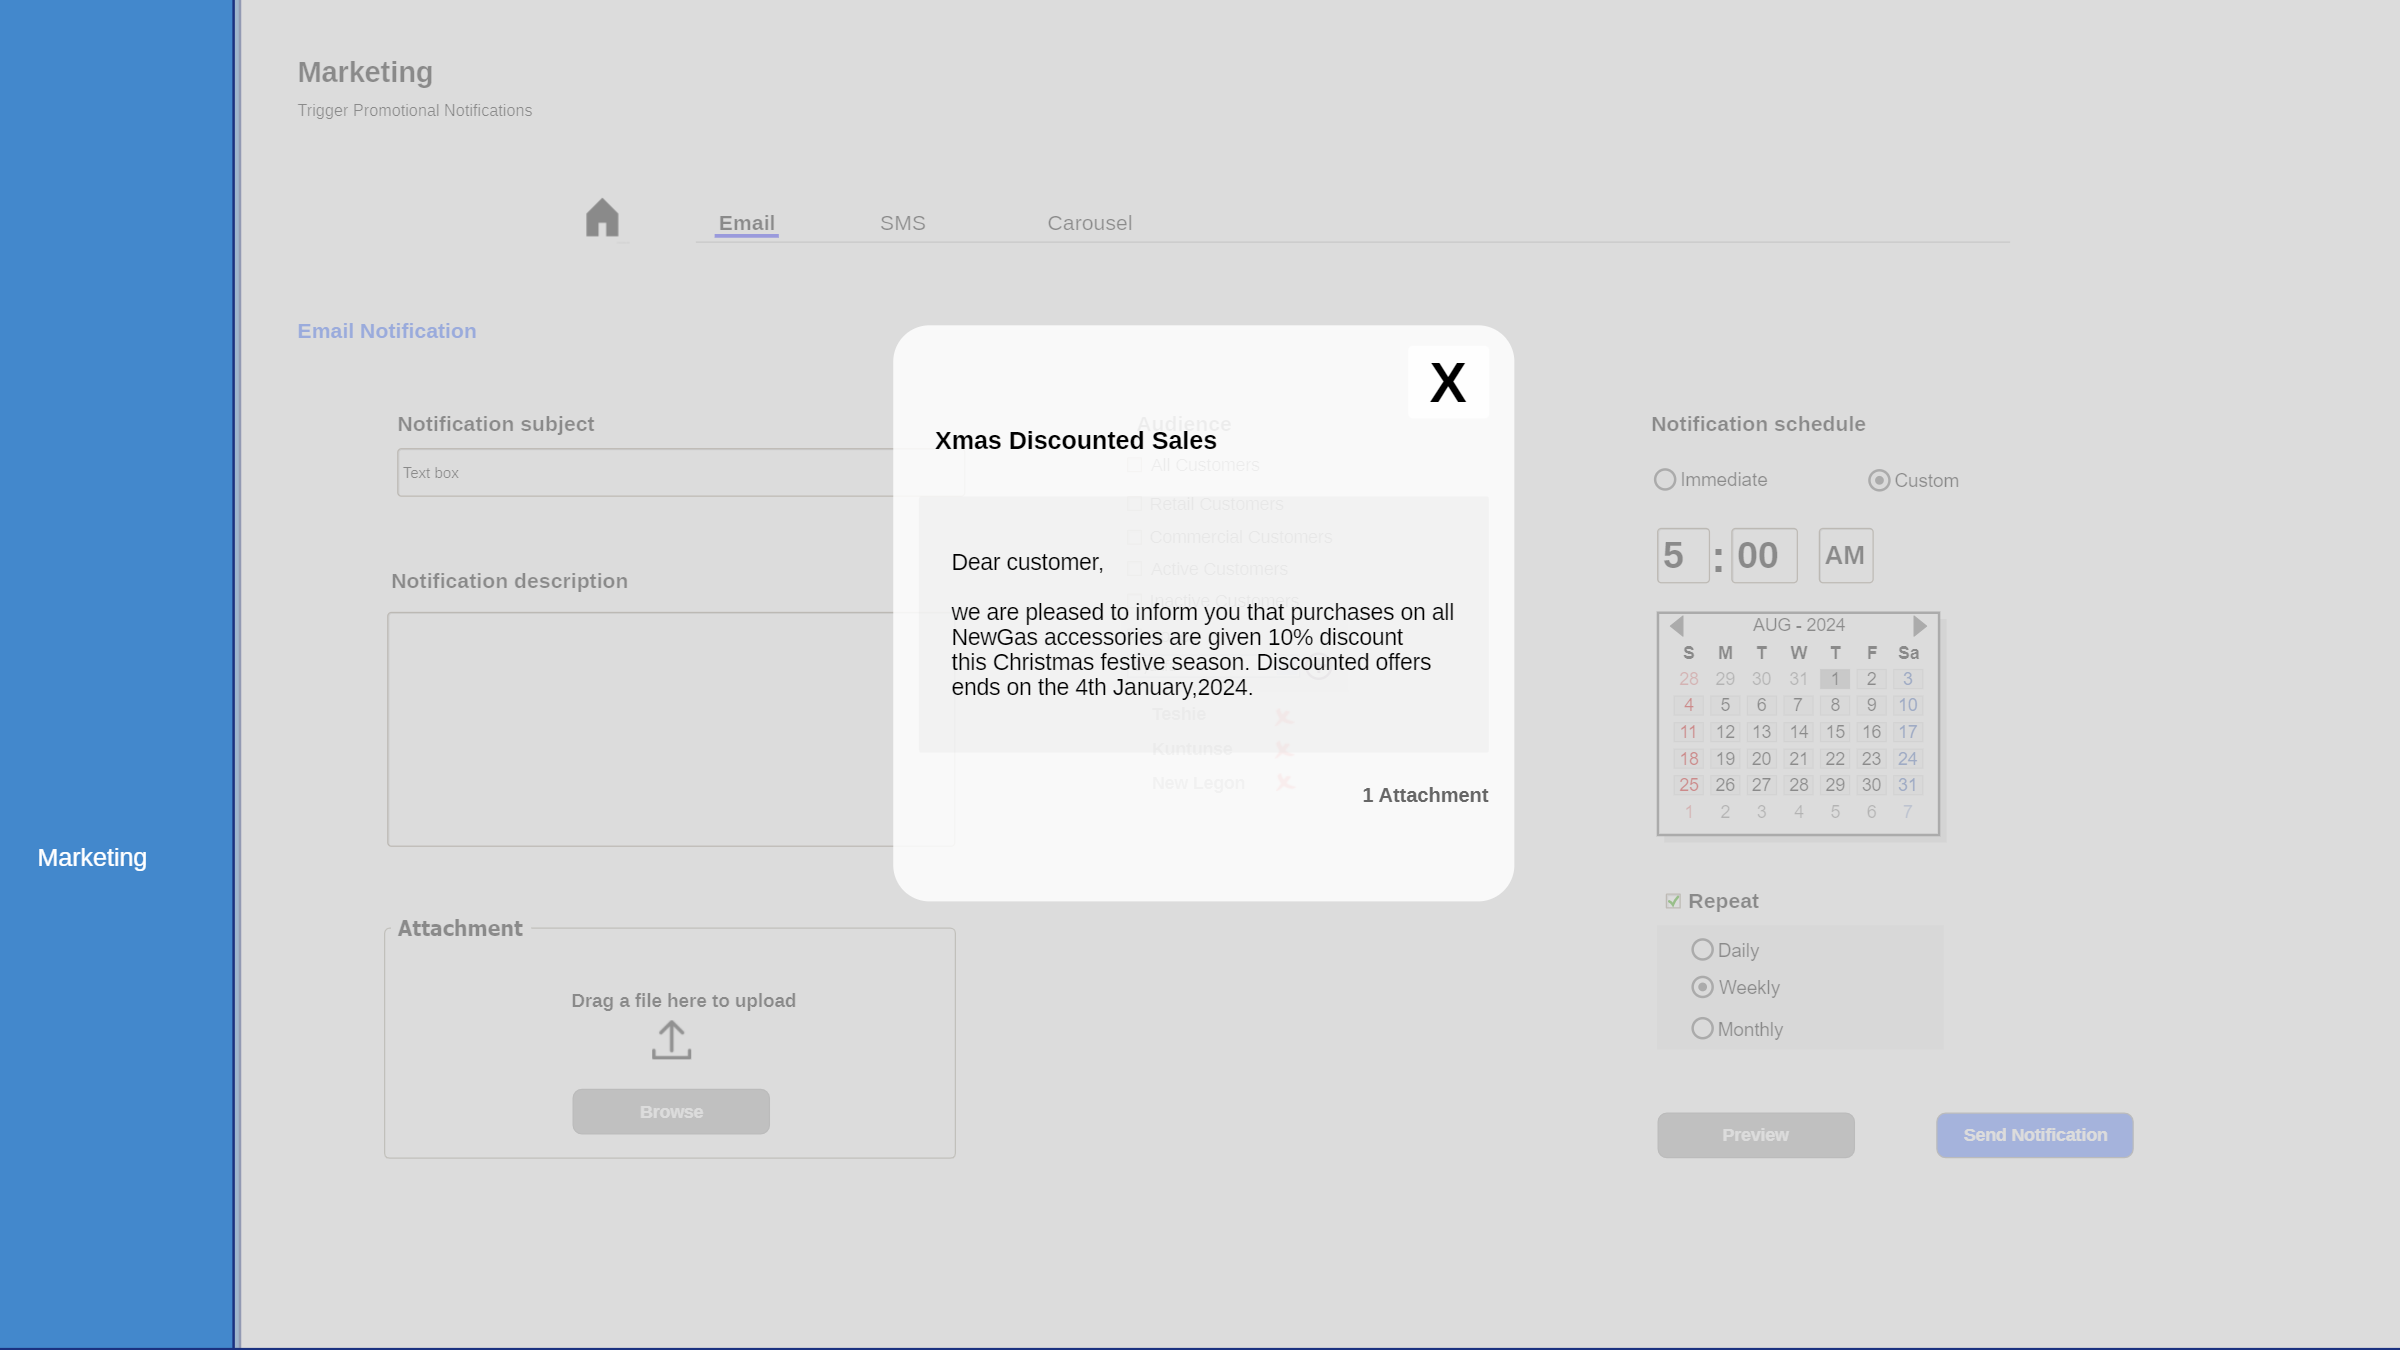 Marketing
Trigger Promotional Notifications
Email
SMS
Carousel
Email Notification
Notification subject
Text box
Notification description
Attachment
Drag a file here to upload
Browse
Marketing
X
Audience
Xmas Discounted Sales
All Customers
Retail Customers
Commercial Customers
Active Customers
Inactive Customers
Dear customer,
we are pleased to inform you that purchases on all
NewGas accessories are given 10% discount
this Christmas festive season. Discounted offers
ends on the 4th January,2024.
Teshie
Kuntunse
New Legon
1 Attachment
Notification schedule
Immediate
Custom
5 : 00 AM
AUG - 2024
S M T W T F Sa
28 29 30 31 1 2 3
4 5 6 7 8 9 10
11 12 13 14 15 16 17
18 19 20 21 22 23 24
25 26 27 28 29 30 31
1 2 3 4 5 6 7
Repeat
Daily
Weekly
Monthly
Preview
Send Notification